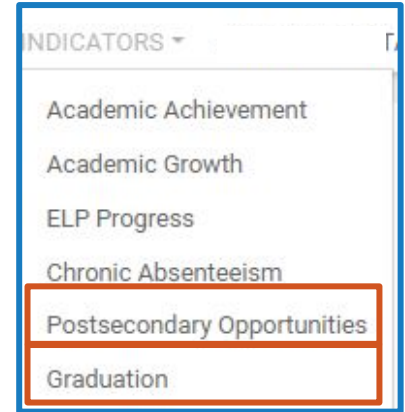 INDICATORS
Academic Achievement
Academic Growth
ELP Progress
Chronic Absenteeism
Postsecondary Opportunities
Graduation